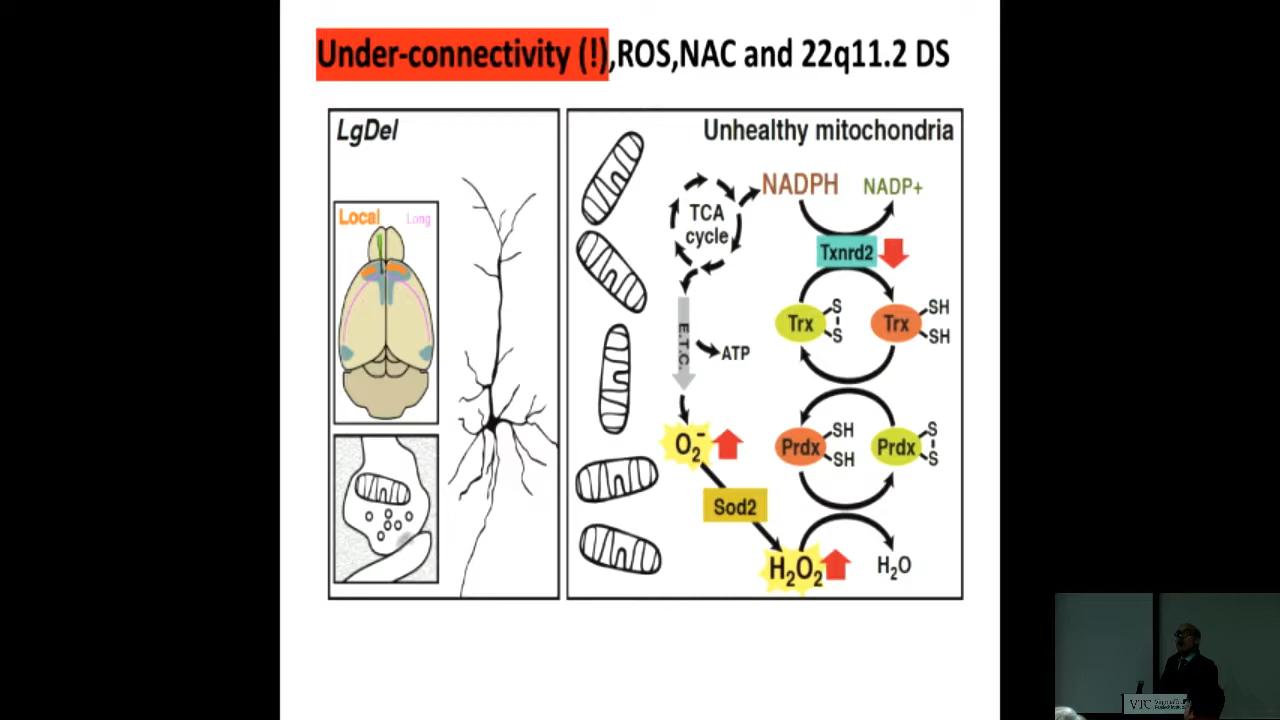 Under-connectivity (!),ROS,NAC and 22q11.2 DS
LgDel
Local Long
Unhealthy mitochondria
TCA
cycle
NADPH NADP+
Txnrd2
Trx S S
Trx SH SH
E.T.C.
ATP
O2-
Prdx SH SH
Prdx S S
Sod2
H2O2
H2O
VTC